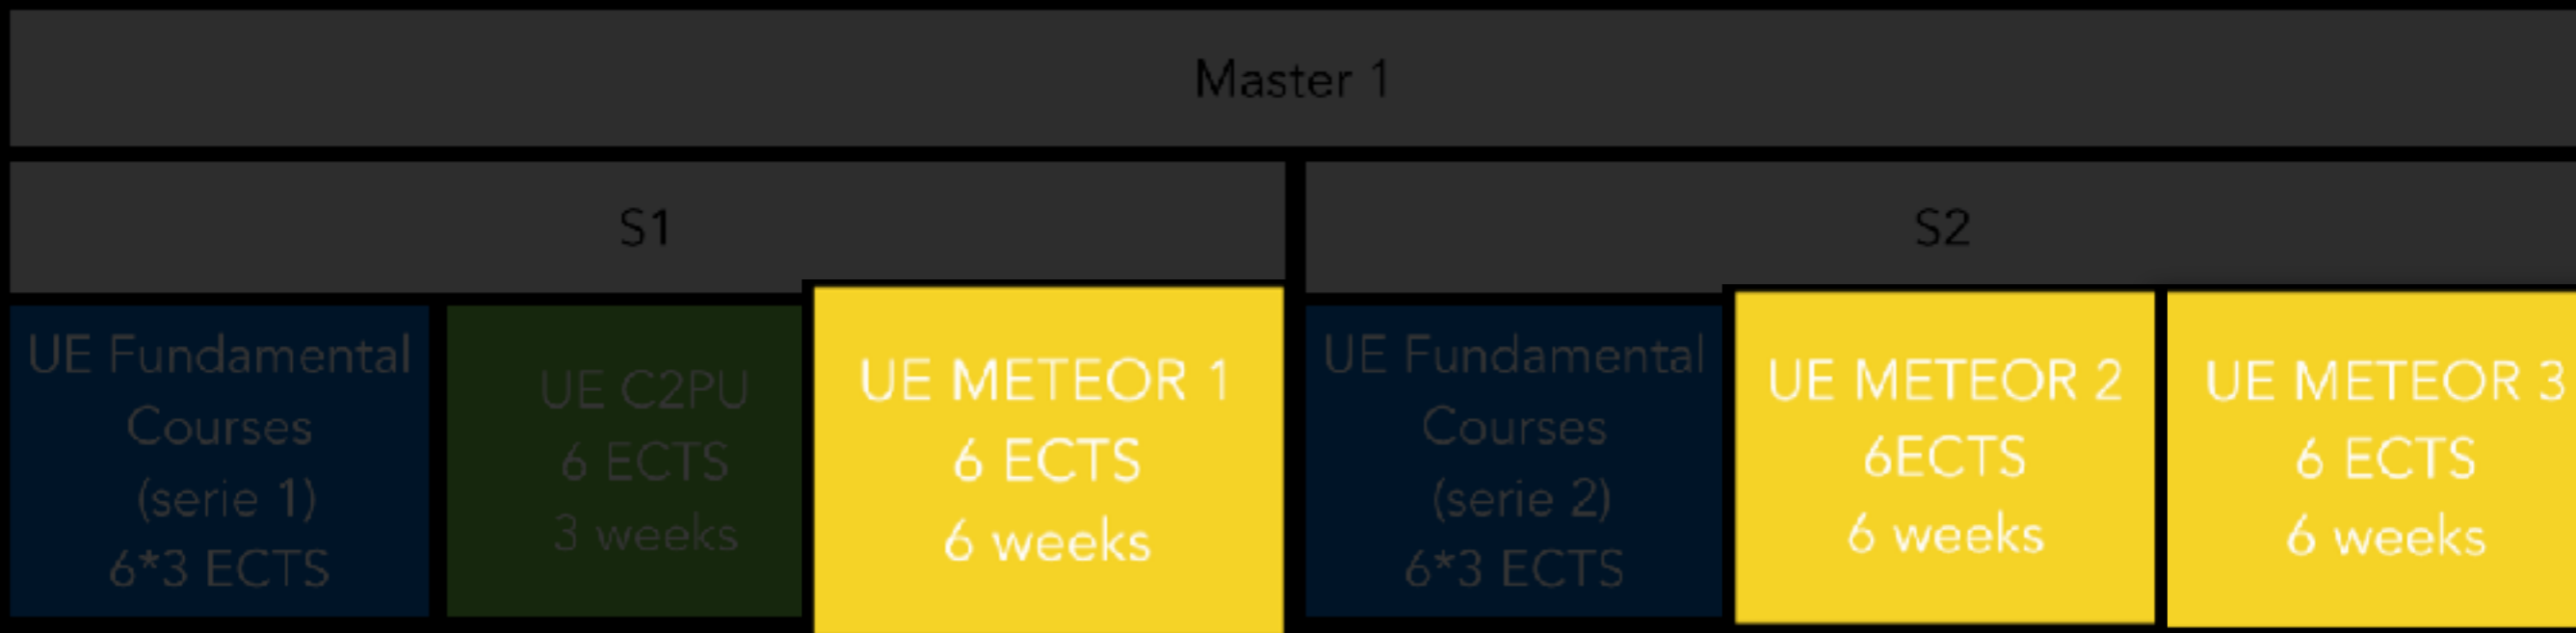 Master 1
S1
S2
UE Fundamental
Courses
(serie 1)
6*3 ECTS
UE C2PU
6 ECTS
3 weeks
UE METEOR 1
6 ECTS
6 weeks
UE Fundamental
Courses
(serie 2)
6*3 ECTS
UE METEOR 2
6ECTS
6 weeks
UE METEOR 3
6 ECTS
6 weeks